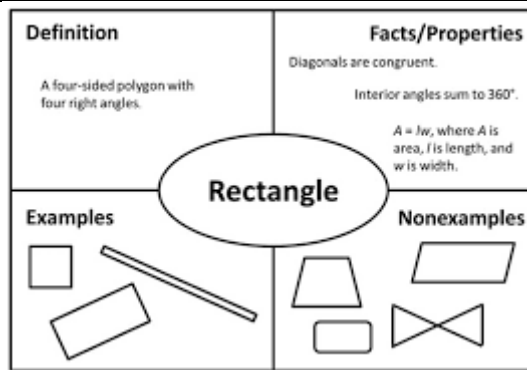 Definition
A four-sided polygon with
four right angles.
Facts/Properties
Diagonals are congruent.
Interior angles sum to 360°.
A = lw, where A is
area, l is length, and
w is width.
Rectangle
Examples
Nonexamples